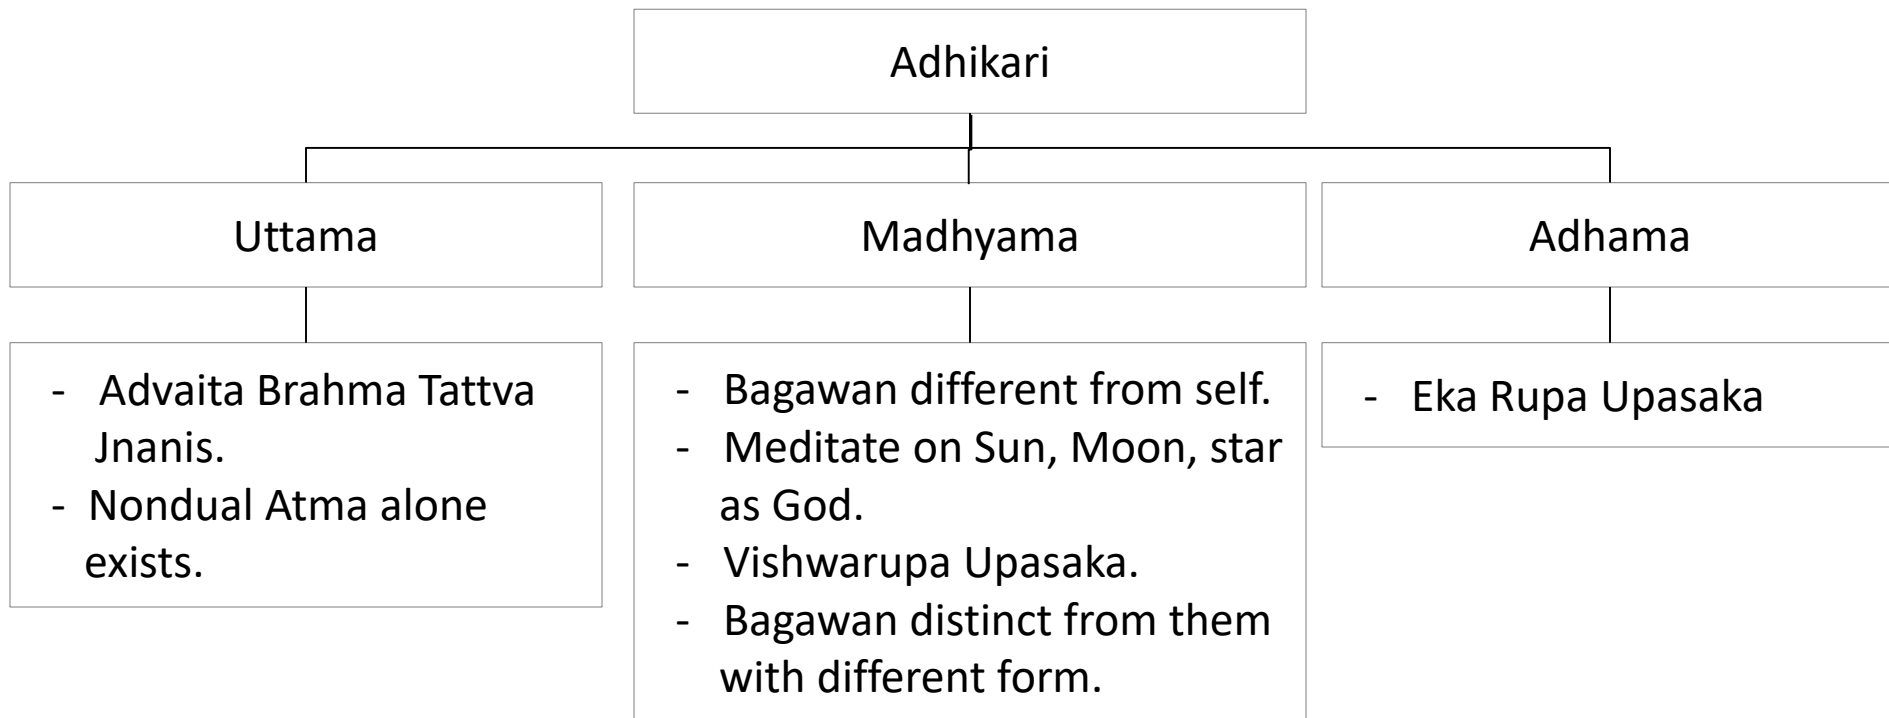 Adhikari
Uttama
Madhyama
Adhama
- Advaita Brahma Tattva
Jnanis.
- Nondual Atma alone
exists.
- Bagawan different from self.
- Meditate on Sun, Moon, star
as God.
- Vishwarupa Upasaka.
- Bagawan distinct from them
with different form.
- Eka Rupa Upasaka